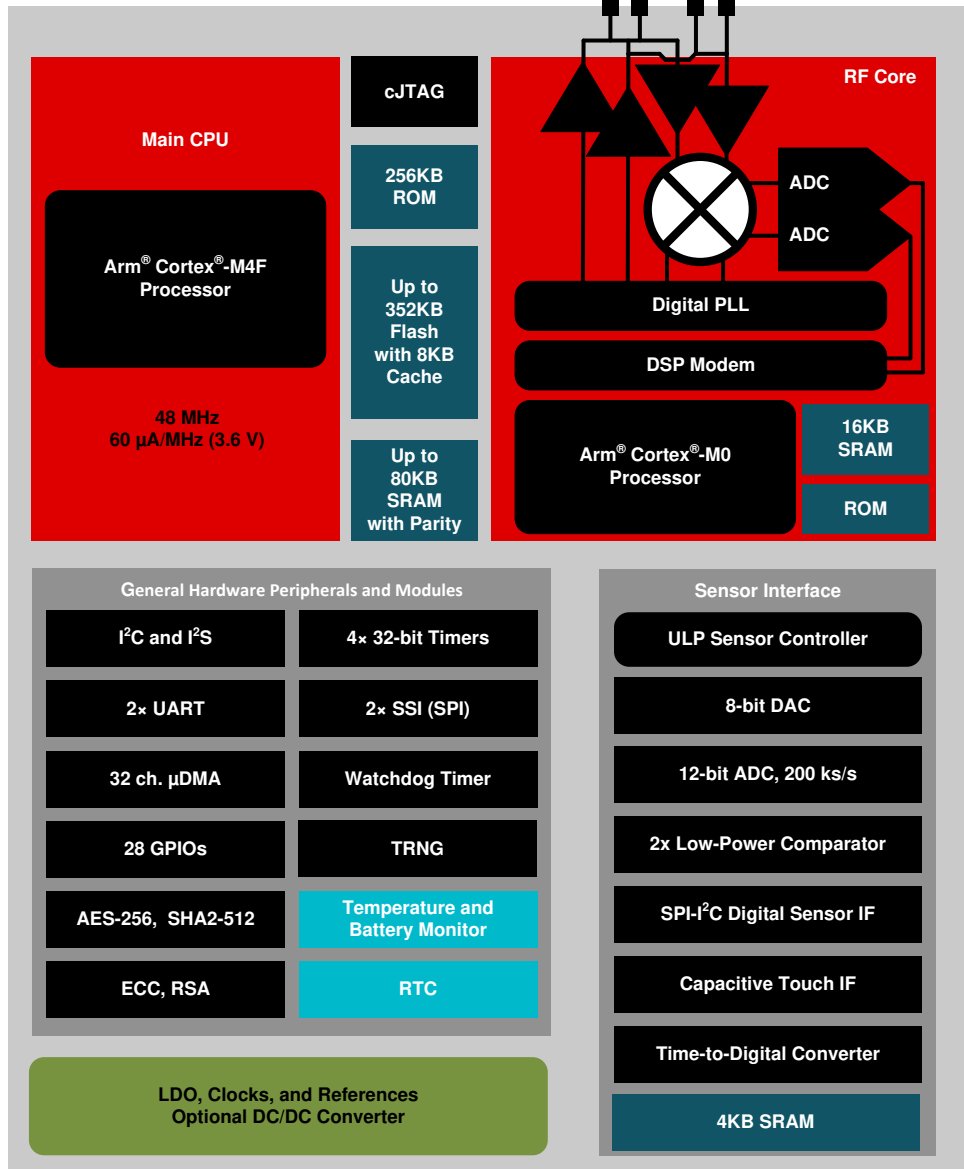 Main CPU
Arm® Cortex®-M4F
Processor
48 MHz
60 µA/MHz (3.6 V)
cJTAG
256KB
ROM
Up to
352KB
Flash
with 8KB
Cache
Up to
80KB
SRAM
with Parity
RF Core
ADC
ADC
Digital PLL
DSP Modem
Arm® Cortex®-M0
Processor
16KB
SRAM
ROM
General Hardware Peripherals and Modules
I²C and I²S
4× 32-bit Timers
2× UART
2× SSI (SPI)
32 ch. µDMA
Watchdog Timer
28 GPIOs
TRNG
AES-256, SHA2-512
Temperature and
Battery Monitor
ECC, RSA
RTC
LDO, Clocks, and References
Optional DC/DC Converter
Sensor Interface
ULP Sensor Controller
8-bit DAC
12-bit ADC, 200 ks/s
2x Low-Power Comparator
SPI-I²C Digital Sensor IF
Capacitive Touch IF
Time-to-Digital Converter
4KB SRAM